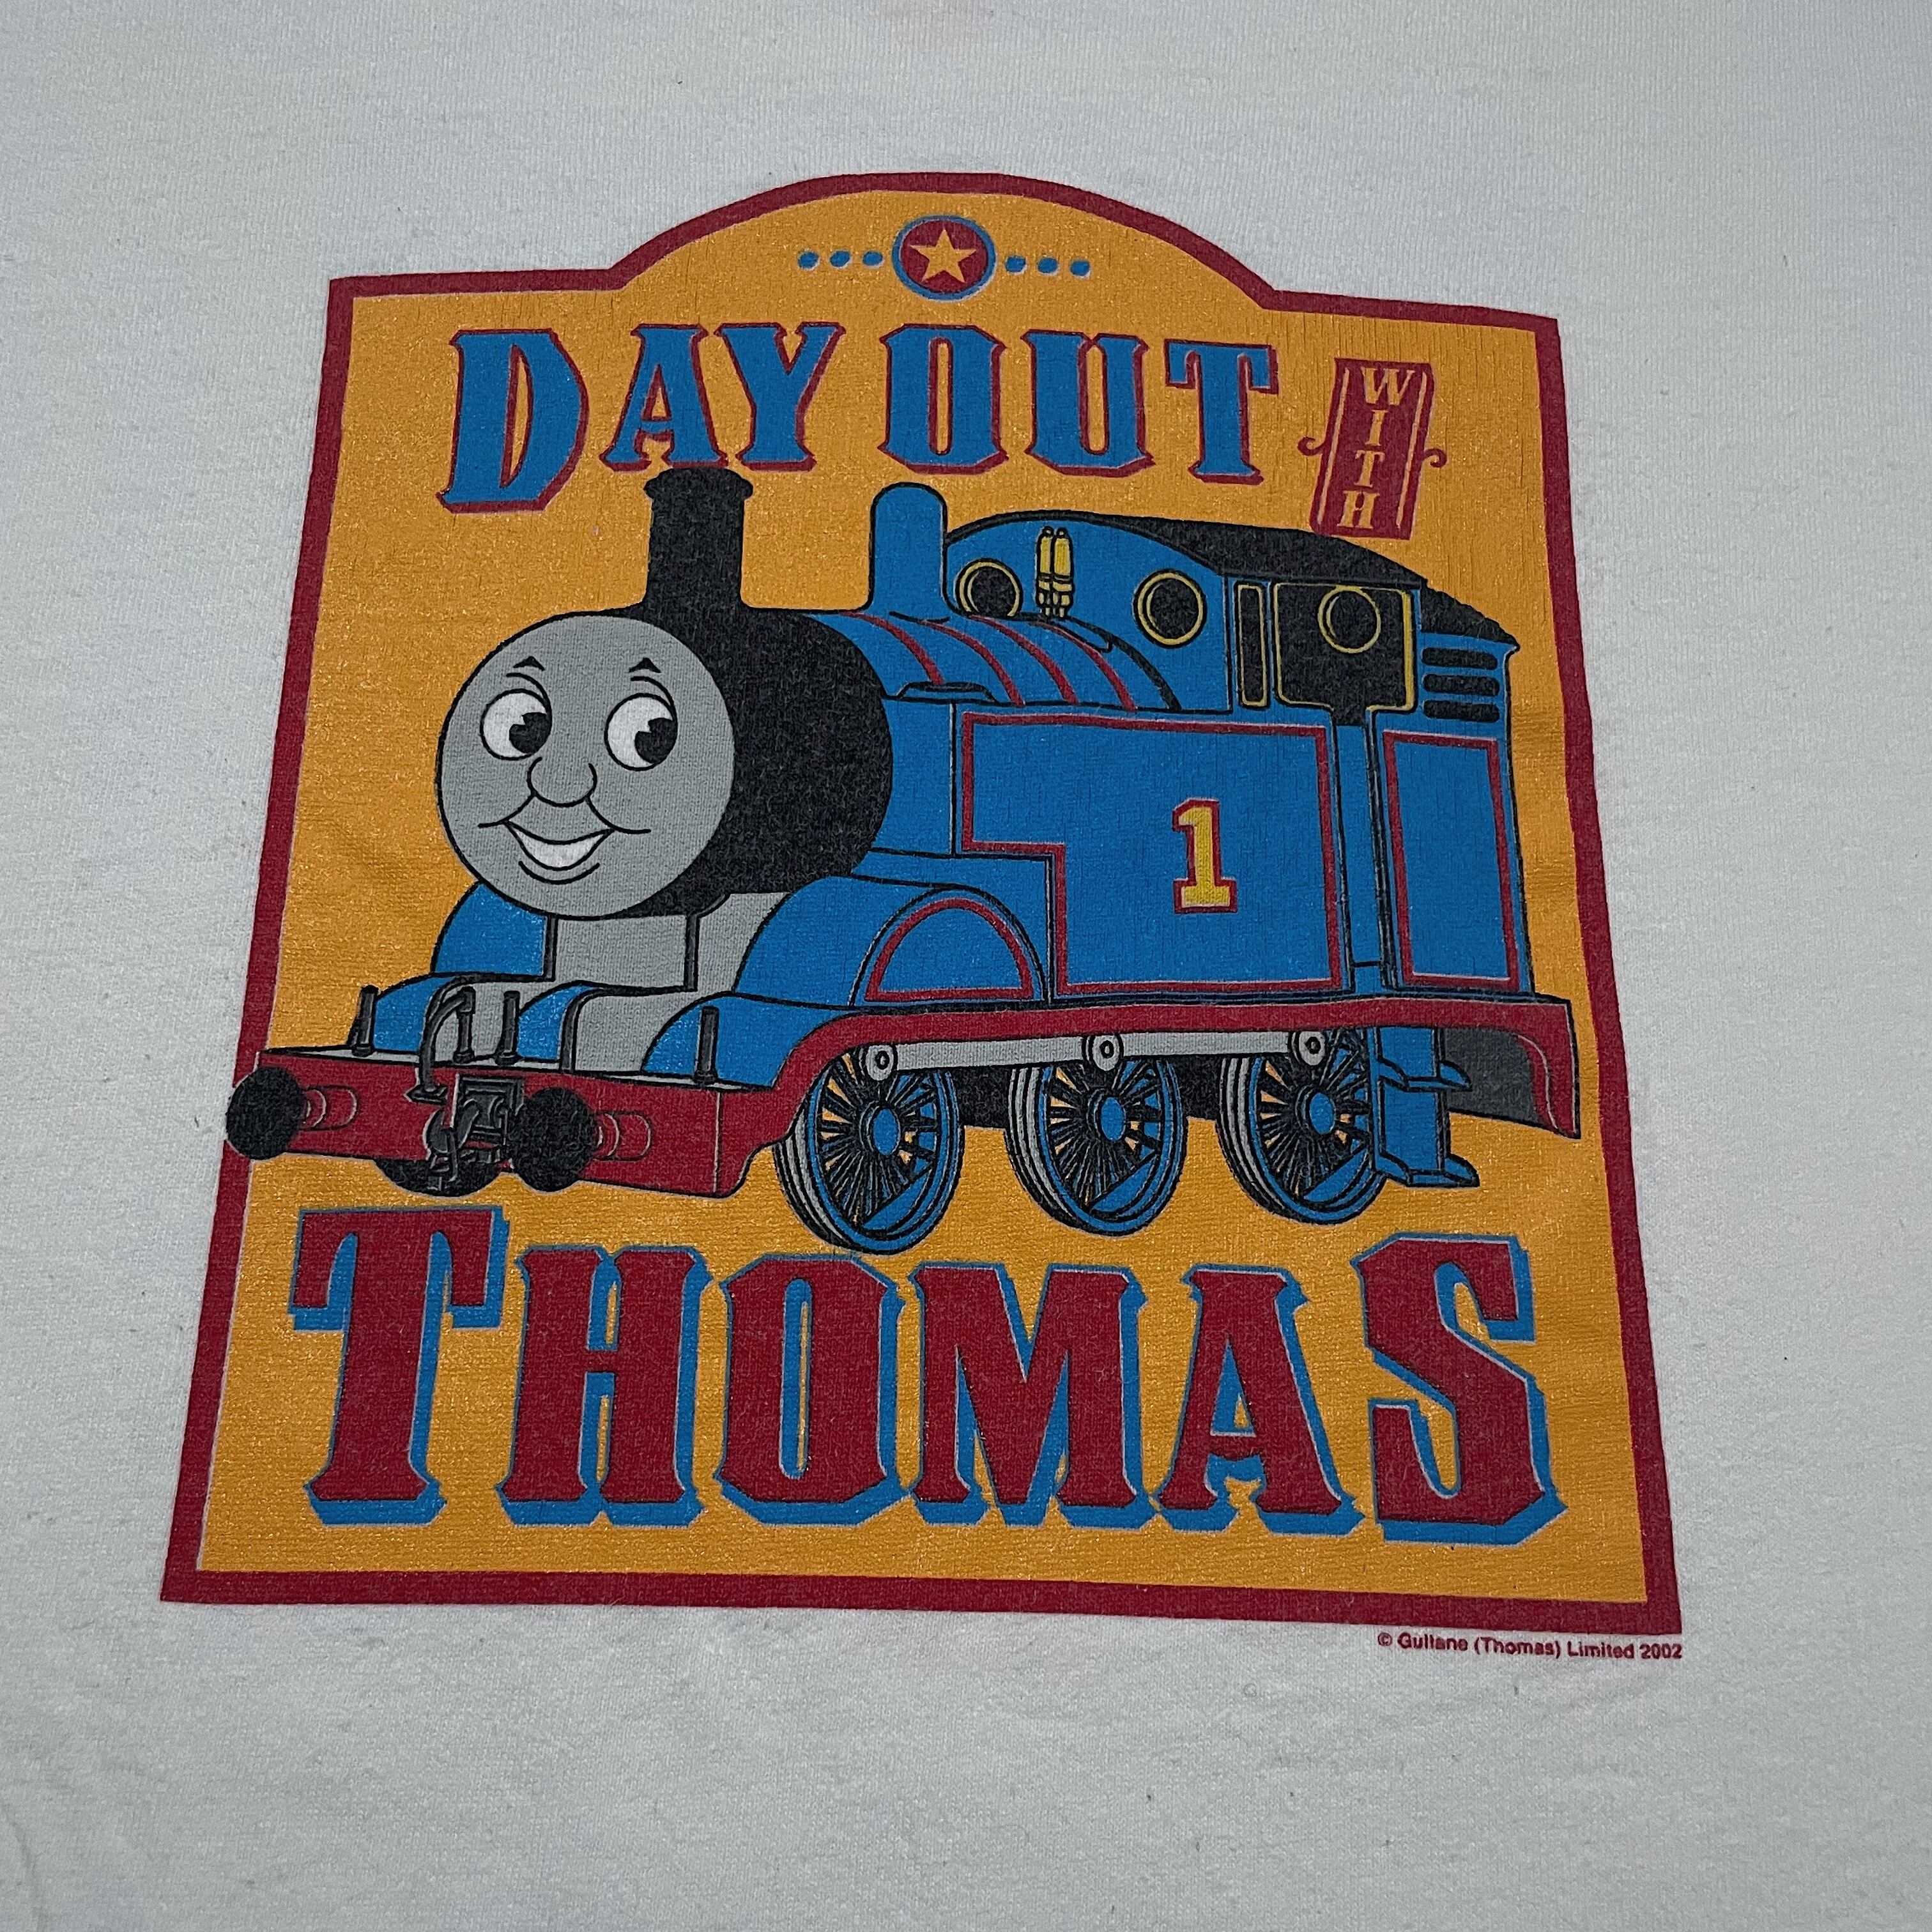 DAY OUT WITH
1
THOMAS
© Gullane (Thomas) Limited 2002